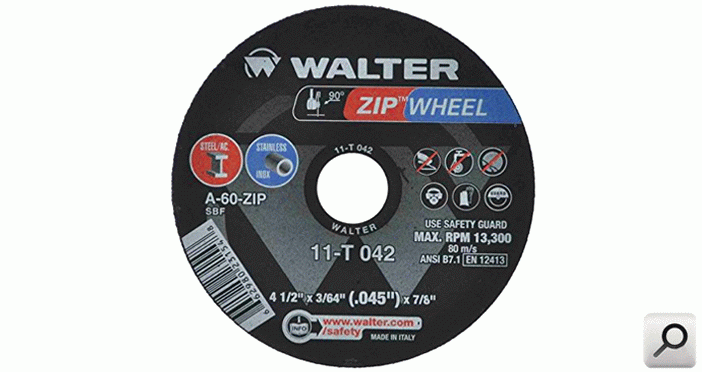 WALTER
90°
ZIP™ WHEEL
STEEL/AC.
STAINLESS
INOX
11-T 042
A-60-ZIP
SBF
WALTER
USE SAFETY GUARD
MAX. RPM 13,300
80 m/s
ANSI B7.1 EN 12413
11-T 042
4 1/2" x 3/64" (.045") x 7/8"
INFO
www.walter.com
/safety
MADE IN ITALY